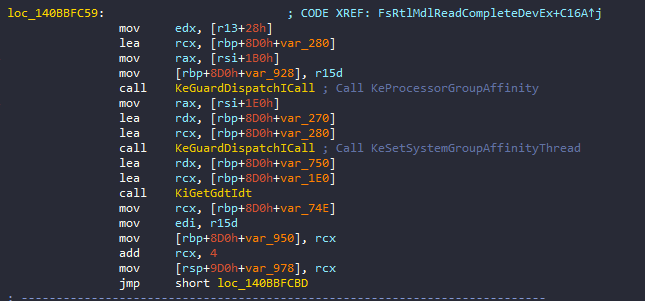 loc_140BBFC59: ; CODE XREF: FsRtlMdlReadCompleteDevEx+C16A↑j
mov edx, [r13+28h]
lea rcx, [rbp+8D0h+var_280]
mov rax, [rsi+1B0h]
mov [rbp+8D0h+var_928], r15d
call KeGuardDispatchICall ; Call KeProcessorGroupAffinity
mov rax, [rsi+1E0h]
lea rdx, [rbp+8D0h+var_270]
lea rcx, [rbp+8D0h+var_280]
call KeGuardDispatchICall ; Call KeSetSystemGroupAffinityThread
lea rdx, [rbp+8D0h+var_750]
lea rcx, [rbp+8D0h+var_1E0]
call KiGetGdtIdt
mov rcx, [rbp+8D0h+var_74E]
mov edi, r15d
mov [rbp+8D0h+var_950], rcx
add rcx, 4
mov [rsp+9D0h+var_978], rcx
jmp short loc_140BBFCBD
; ---------------------------------------------------------------------------